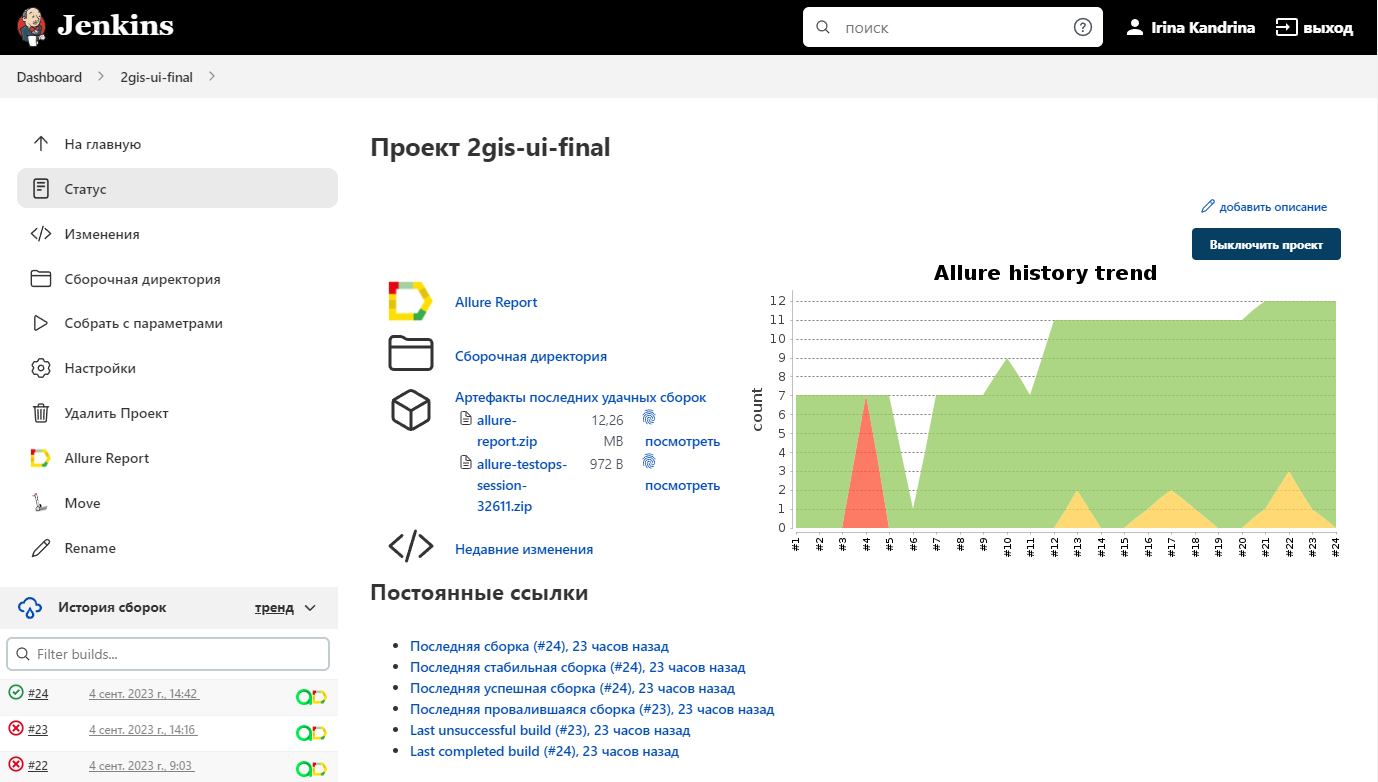 Jenkins
поиск
Irina Kandrina
выход
Dashboard
2gis-ui-final
На главную
Статус
Изменения
Сборочная директория
Собрать с параметрами
Настройки
Удалить Проект
Allure Report
Move
Rename
История сборок
тренд
Filter builds...
#24 4 сент. 2023 г., 14:42
#23 4 сент. 2023 г., 14:16
#22 4 сент. 2023 г., 9:03
Проект 2gis-ui-final
добавить описание
Выключить проект
Allure Report
Сборочная директория
Артефакты последних удачных сборок
allure- 12,26
report.zip MB посмотреть
allure-testops- 972 B
session- посмотреть
32611.zip
Недавние изменения
Allure history trend
count
12
11
10
9
8
7
6
5
4
3
2
1
0
#1 #2 #3 #4 #5 #6 #7 #8 #9 #10 #11 #12 #13 #14 #15 #16 #17 #18 #19 #20 #21 #22 #23 #24
Постоянные ссылки
Последняя сборка (#24), 23 часов назад
Последняя стабильная сборка (#24), 23 часов назад
Последняя успешная сборка (#24), 23 часов назад
Последняя провалившаяся сборка (#23), 23 часов назад
Last unsuccessful build (#23), 23 часов назад
Last completed build (#24), 23 часов назад